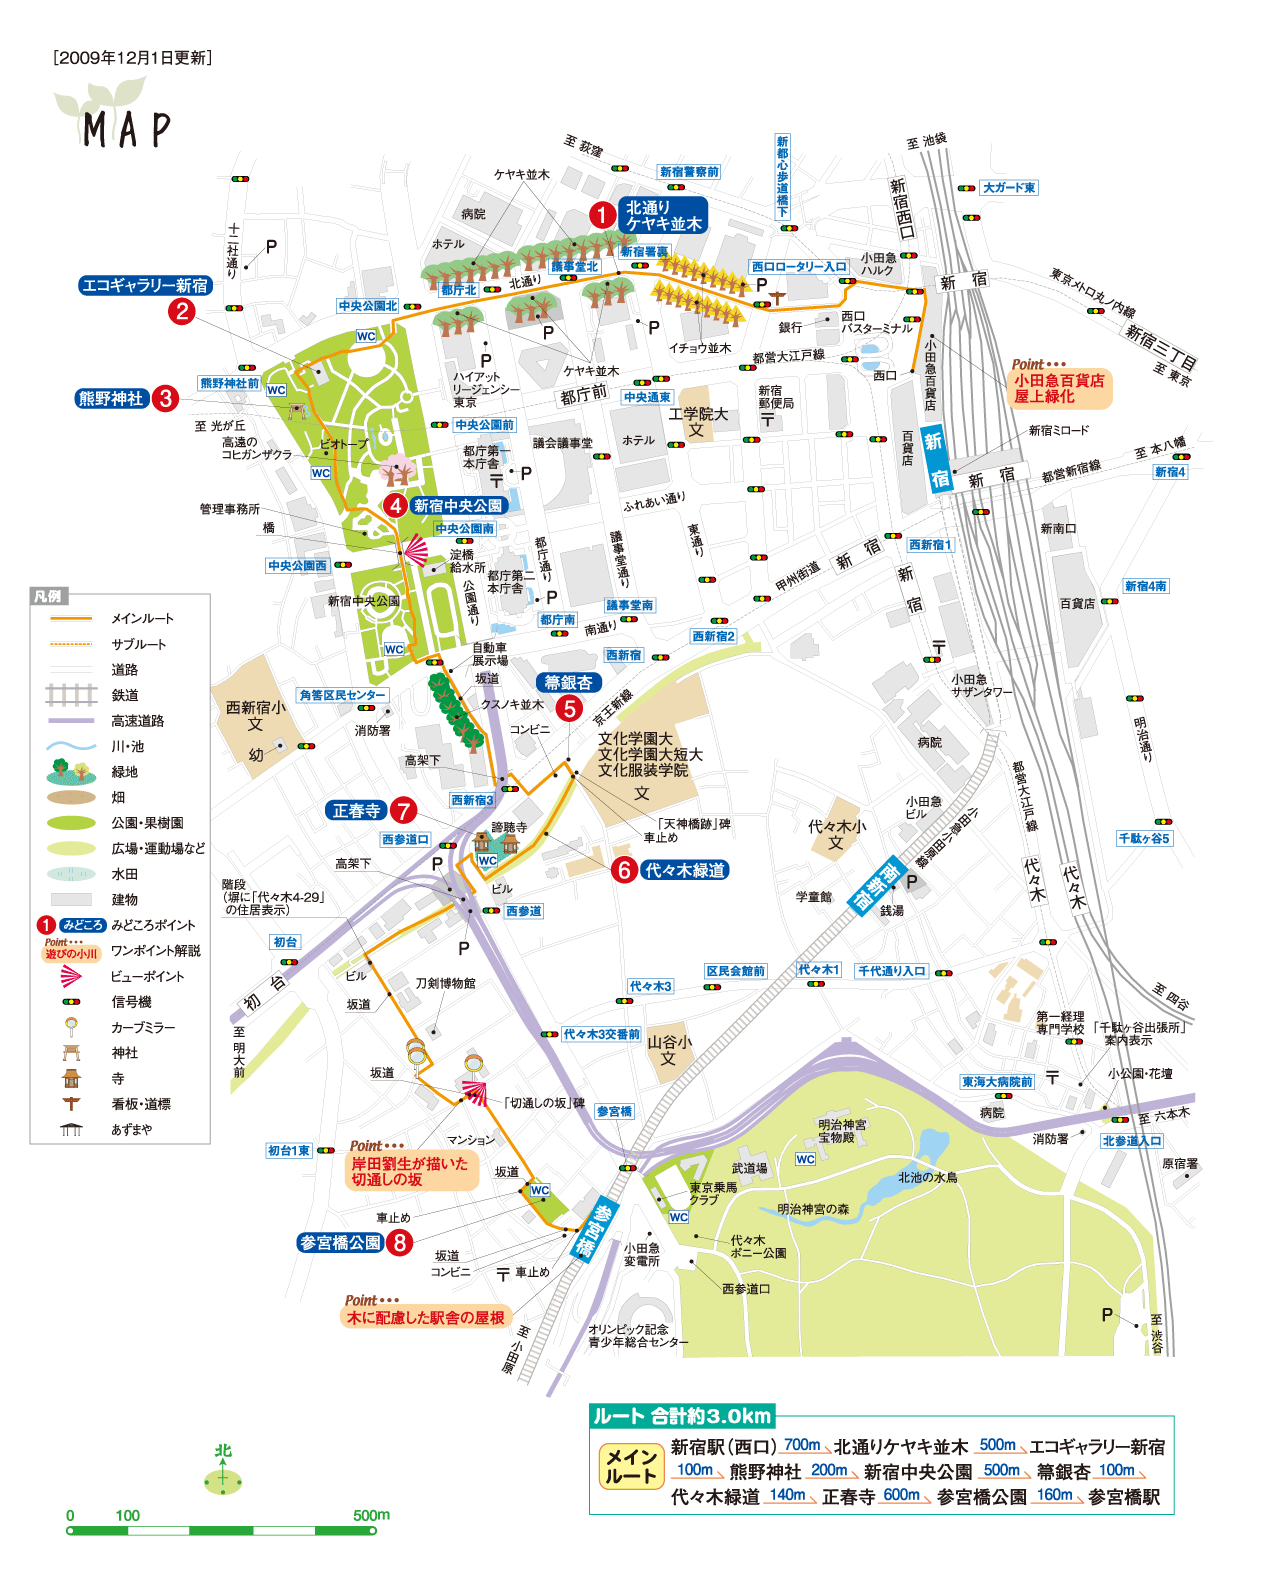 [2009年12月1日更新]
MAP
至 荻窪
新宿警察前
新都心歩道橋下
至 池袋
大ガード東
ケヤキ並木
病院
1
北通り
ケヤキ並木
新宿西口
十二社通り
P
ホテル
新宿署裏
小田急
ハルク
エコギャラリー新宿
2
議事堂北
西口ロータリー入口
新宿
東京メトロ丸ノ内線
都庁北
北通り
P
中央公園北
新宿三丁目
至 東京
WC
P
P
銀行
西口
バスターミナル
イチョウ並木
P
都営大江戸線
小田急百貨店
Point・・・
小田急百貨店
屋上緑化
ケヤキ並木
西口
熊野神社前
WC
ハイアット
リージェンシー
東京
都庁前
中央通東
新宿
郵便局
〒
熊野神社
3
至 光が丘
中央公園前
工学院大
文
高遠の
コヒガンザクラ
ビオトープ
WC
議会議事堂
ホテル
百貨店
新宿
新宿ミロード
都庁第一
本庁舎
〒
P
至 本八幡
都営新宿線
新宿4
新宿
4
新宿中央公園
ふれあい通り
管理事務所
橋
中央公園南
新南口
中央公園西
淀橋
給水所
都庁通り
議事堂通り
東通り
新宿
西新宿1
甲州街道
都庁第二
本庁舎
新宿
新宿中央公園
公園通り
P
議事堂南
百貨店
新宿4南
都庁南
南通り
西新宿2
WC
自動車
展示場
西新宿
〒
凡例
メインルート
サブルート
道路
鉄道
高速道路
川・池
緑地
畑
公園・果樹園
広場・運動場など
水田
建物
1
みどころ
みどころポイント
Point・・・
遊びの小川
ワンポイント解説
ビューポイント
信号機
カーブミラー
神社
寺
看板・道標
あずまや
坂道
箒銀杏
5
小田急
サザンタワー
角筈区民センター
西新宿小
文
幼
クスノキ並木
京王新線
消防署
コンビニ
文化学園大
文化学園大短大
文化服装学院
文
病院
明治通り
高架下
都営大江戸線
西新宿3
正春寺
7
小田急
ビル
小田急小田原線
諦聴寺
「天神橋跡」碑
車止め
代々木小
文
千駄ヶ谷5
西参道口
高架下
P
WC
6
代々木緑道
南新宿
P
代々木
代々木
階段
(塀に「代々木4-29」
の住居表示)
ビル
学童館
銭湯
西参道
初台
P
ビル
初台
刀剣博物館
代々木3
区民会館前
代々木1
千代通り入口
坂道
至 四谷
至 明大前
代々木3交番前
山谷小
文
第一経理
専門学校
「千駄ヶ谷出張所」
案内表示
坂道
東海大病院前
〒
小公園・花壇
「切通しの坂」碑
参宮橋
病院
至 六本木
明治神宮
宝物殿
消防署
北参道入口
初台1東
Point・・・
岸田劉生が描いた
切通しの坂
マンション
WC
原宿署
坂道
WC
武道場
北池の水鳥
東京乗馬
クラブ
WC
明治神宮の森
車止め
参宮橋公園
8
参宮橋
坂道
コンビニ
〒
車止め
小田急
変電所
代々木
ポニー公園
西参道口
Point・・・
木に配慮した駅舎の屋根
P
至 渋谷
オリンピック記念
青少年総合センター
至 小田原
ルート 合計約3.0km
メイン
ルート
新宿駅(西口) 700m 北通りケヤキ並木 500m エコギャラリー新宿
100m 熊野神社 200m 新宿中央公園 500m 箒銀杏 100m
代々木緑道 140m 正春寺 600m 参宮橋公園 160m 参宮橋駅
北
0 100 500m